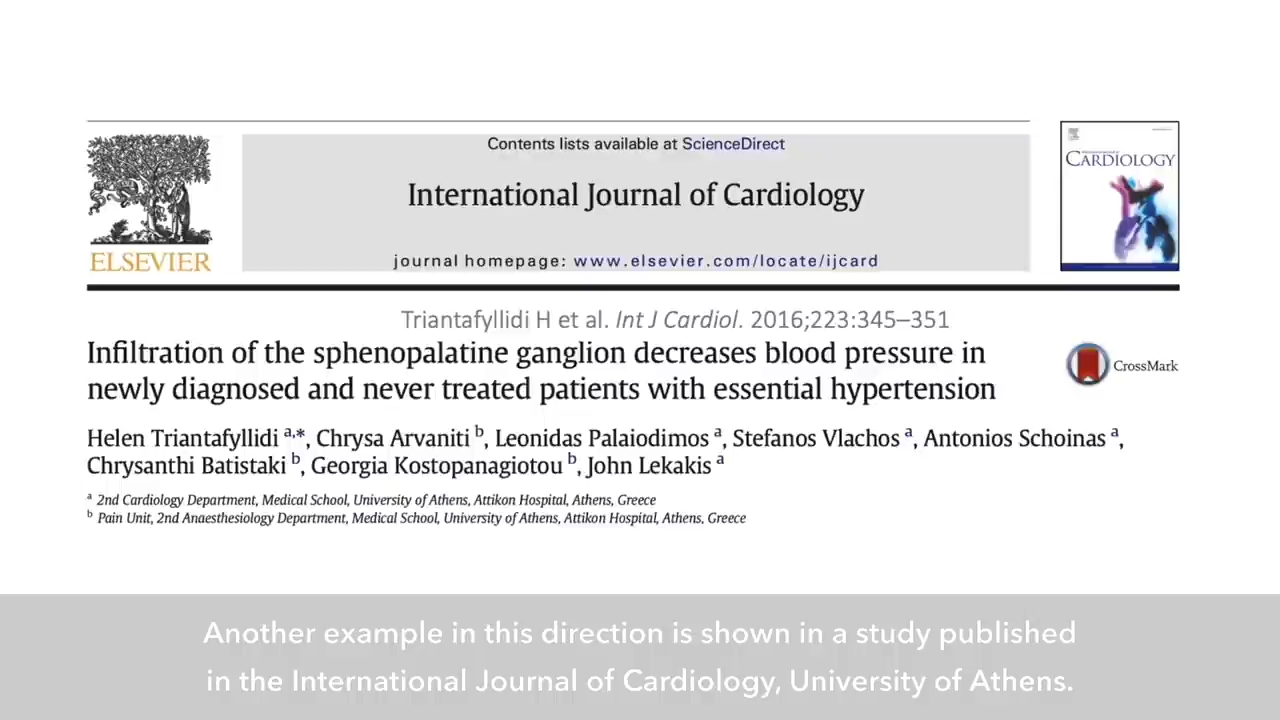 Contents lists available at ScienceDirect
International Journal of Cardiology
journal homepage: www.elsevier.com/locate/ijcard
ELSEVIER
CARDIOLOGY
Triantafyllidi H et al. Int J Cardiol. 2016;223:345–351
Infiltration of the sphenopalatine ganglion decreases blood pressure in
newly diagnosed and never treated patients with essential hypertension
CrossMark
Helen Triantafyllidi a,*, Chrysa Arvaniti b, Leonidas Palaiodimos a, Stefanos Vlachos a, Antonios Schoinas a,
Chrysanthi Batistaki b, Georgia Kostopanagiotou b, John Lekakis a
a 2nd Cardiology Department, Medical School, University of Athens, Attikon Hospital, Athens, Greece
b Pain Unit, 2nd Anaesthesiology Department, Medical School, University of Athens, Attikon Hospital, Athens, Greece
Another example in this direction is shown in a study published
in the International Journal of Cardiology, University of Athens.